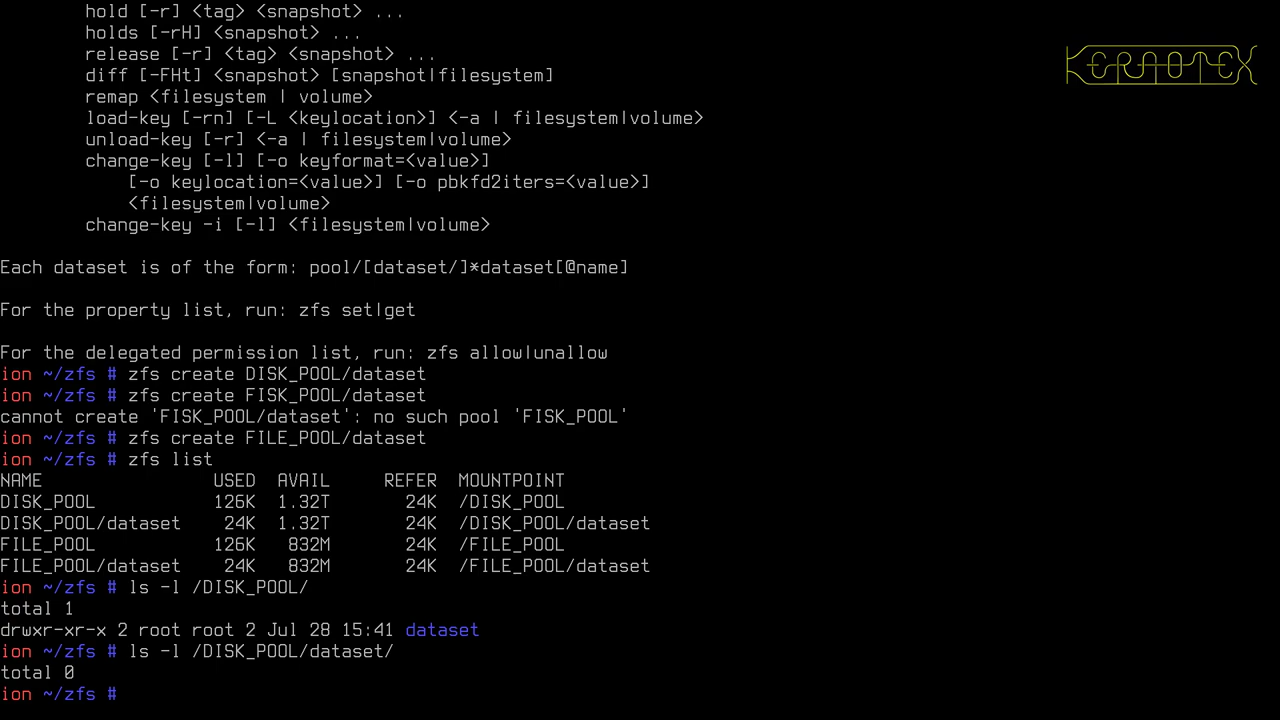 hold [-r] <tag> <snapshot> ...
holds [-rH] <snapshot> ...
release [-r] <tag> <snapshot> ...
diff [-FHt] <snapshot> [snapshot|filesystem]
remap <filesystem | volume>
load-key [-rn] [-L <keylocation>] <-a | filesystem|volume>
unload-key [-r] <-a | filesystem|volume>
change-key [-l] [-o keyformat=<value>]
[-o keylocation=<value>] [-o pbkfd2iters=<value>]
<filesystem|volume>
change-key -i [-l] <filesystem|volume>
Each dataset is of the form: pool/[dataset/]*dataset[@name]
For the property list, run: zfs set|get
For the delegated permission list, run: zfs allow|unallow
ion ~/zfs # zfs create DISK_POOL/dataset
ion ~/zfs # zfs create FISK_POOL/dataset
cannot create 'FISK_POOL/dataset': no such pool 'FISK_POOL'
ion ~/zfs # zfs create FILE_POOL/dataset
ion ~/zfs # zfs list
NAME USED AVAIL REFER MOUNTPOINT
DISK_POOL 126K 1.32T 24K /DISK_POOL
DISK_POOL/dataset 24K 1.32T 24K /DISK_POOL/dataset
FILE_POOL 126K 832M 24K /FILE_POOL
FILE_POOL/dataset 24K 832M 24K /FILE_POOL/dataset
ion ~/zfs # ls -l /DISK_POOL/
total 1
drwxr-xr-x 2 root root 2 Jul 28 15:41 dataset
ion ~/zfs # ls -l /DISK_POOL/dataset/
total 0
ion ~/zfs #